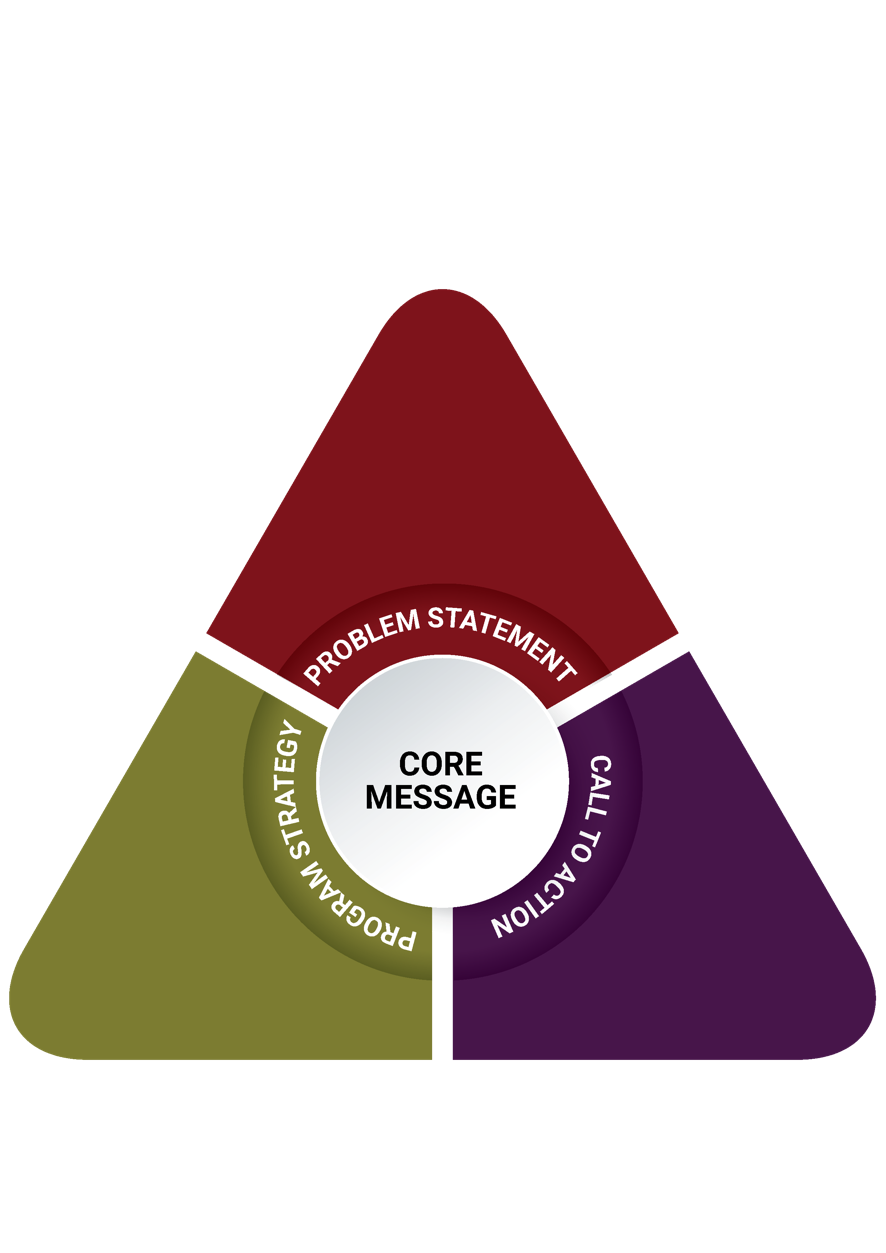 PROBLEM STATEMENT
CORE
MESSAGE
PROGRAM STRATEGY
CALL TO ACTION